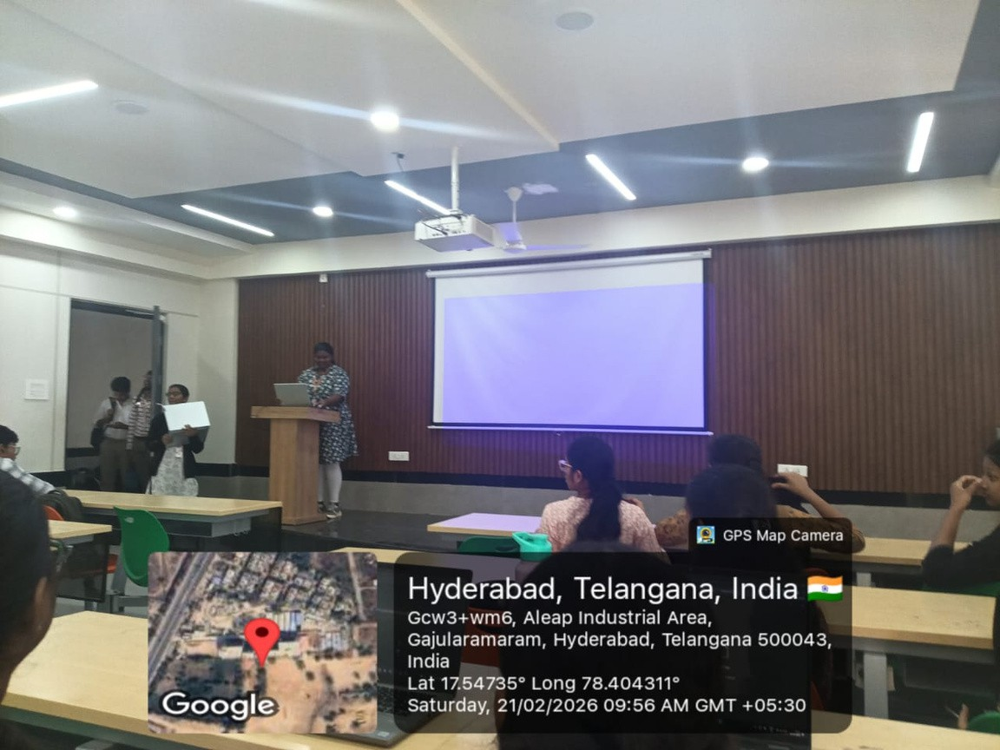 GPS Map Camera
Hyderabad, Telangana, India 🇮🇳
Gcw3+wm6, Aleap Industrial Area,
Gajularamaram, Hyderabad, Telangana 500043,
India
Lat 17.54735° Long 78.404311°
Saturday, 21/02/2026 09:56 AM GMT +05:30
Google